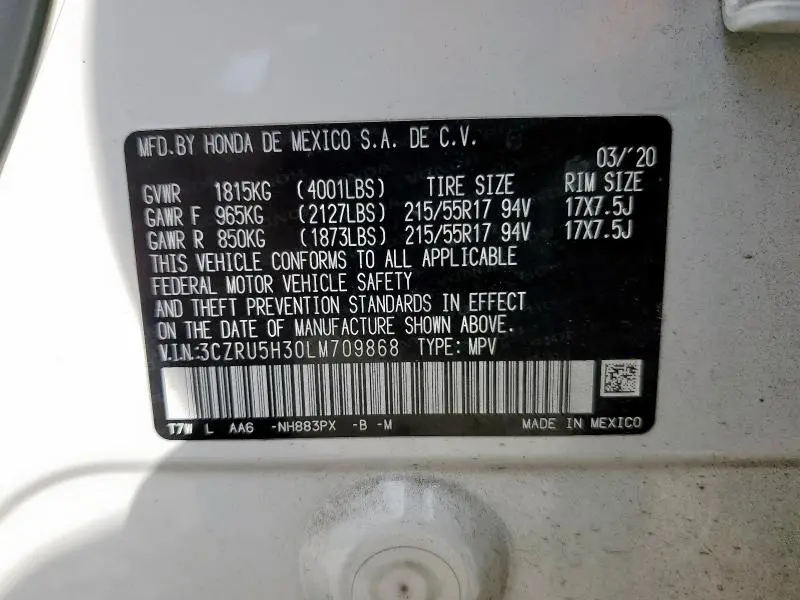 MFD.BY HONDA DE MEXICO S.A. DE C.V.
03/'20
GVWR 1815KG (4001LBS) TIRE SIZE RIM SIZE
GAWR F 965KG (2127LBS) 215/55R17 94V 17X7.5J
GAWR R 850KG (1873LBS) 215/55R17 94V 17X7.5J
THIS VEHICLE CONFORMS TO ALL APPLICABLE
FEDERAL MOTOR VEHICLE SAFETY
AND THEFT PREVENTION STANDARDS IN EFFECT
ON THE DATE OF MANUFACTURE SHOWN ABOVE.
V.I.N.:3CZRU5H30LM709868 TYPE: MPV
T7W L AA6 -NH883PX -B -M MADE IN MEXICO